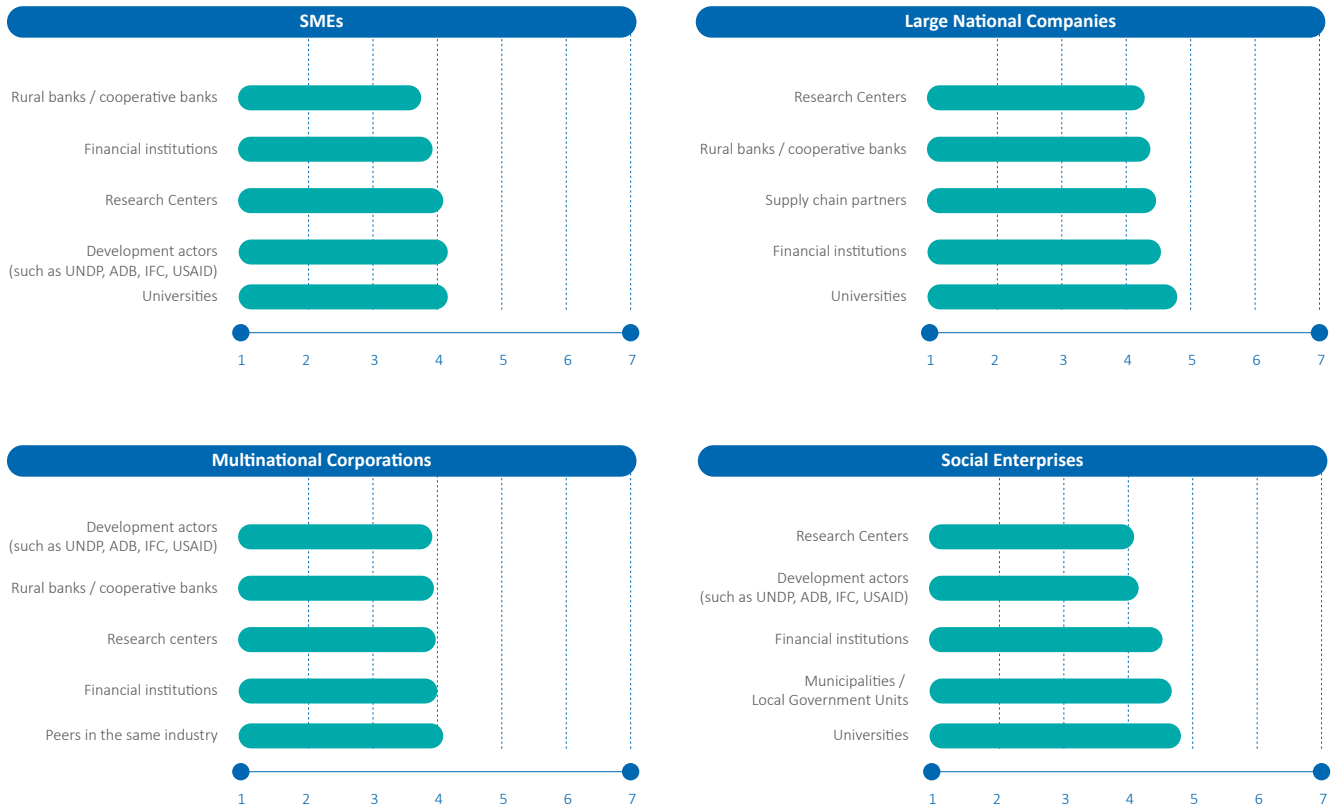 SMEs
Rural banks / cooperative banks
Financial institutions
Research Centers
Development actors
(such as UNDP, ADB, IFC, USAID)
Universities
1 2 3 4 5 6 7
Large National Companies
Research Centers
Rural banks / cooperative banks
Supply chain partners
Financial institutions
Universities
1 2 3 4 5 6 7
Multinational Corporations
Development actors
(such as UNDP, ADB, IFC, USAID)
Rural banks / cooperative banks
Research centers
Financial institutions
Peers in the same industry
1 2 3 4 5 6 7
Social Enterprises
Research Centers
Development actors
(such as UNDP, ADB, IFC, USAID)
Financial institutions
Municipalities /
Local Government Units
Universities
1 2 3 4 5 6 7